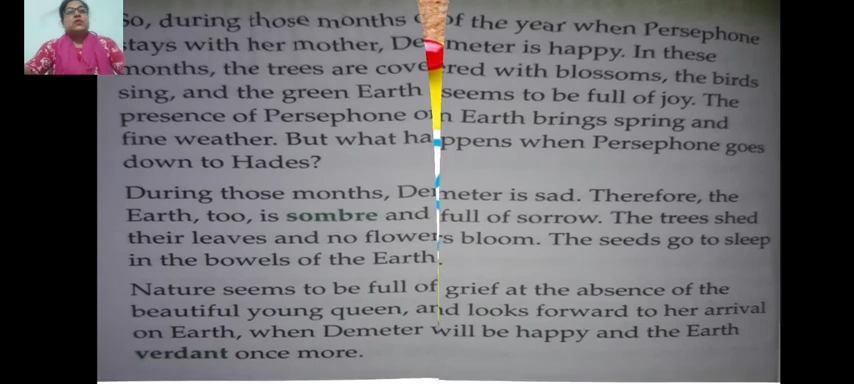 So, during those months of the year when Persephone
stays with her mother, Demeter is happy. In these
months, the trees are covered with blossoms, the birds
sing, and the green Earth seems to be full of joy. The
presence of Persephone on Earth brings spring and
fine weather. But what happens when Persephone goes
down to Hades?
During those months, Demeter is sad. Therefore, the
Earth, too, is sombre and full of sorrow. The trees shed
their leaves and no flowers bloom. The seeds go to sleep
in the bowels of the Earth.
Nature seems to be full of grief at the absence of the
beautiful young queen, and looks forward to her arrival
on Earth, when Demeter will be happy and the Earth
verdant once more.